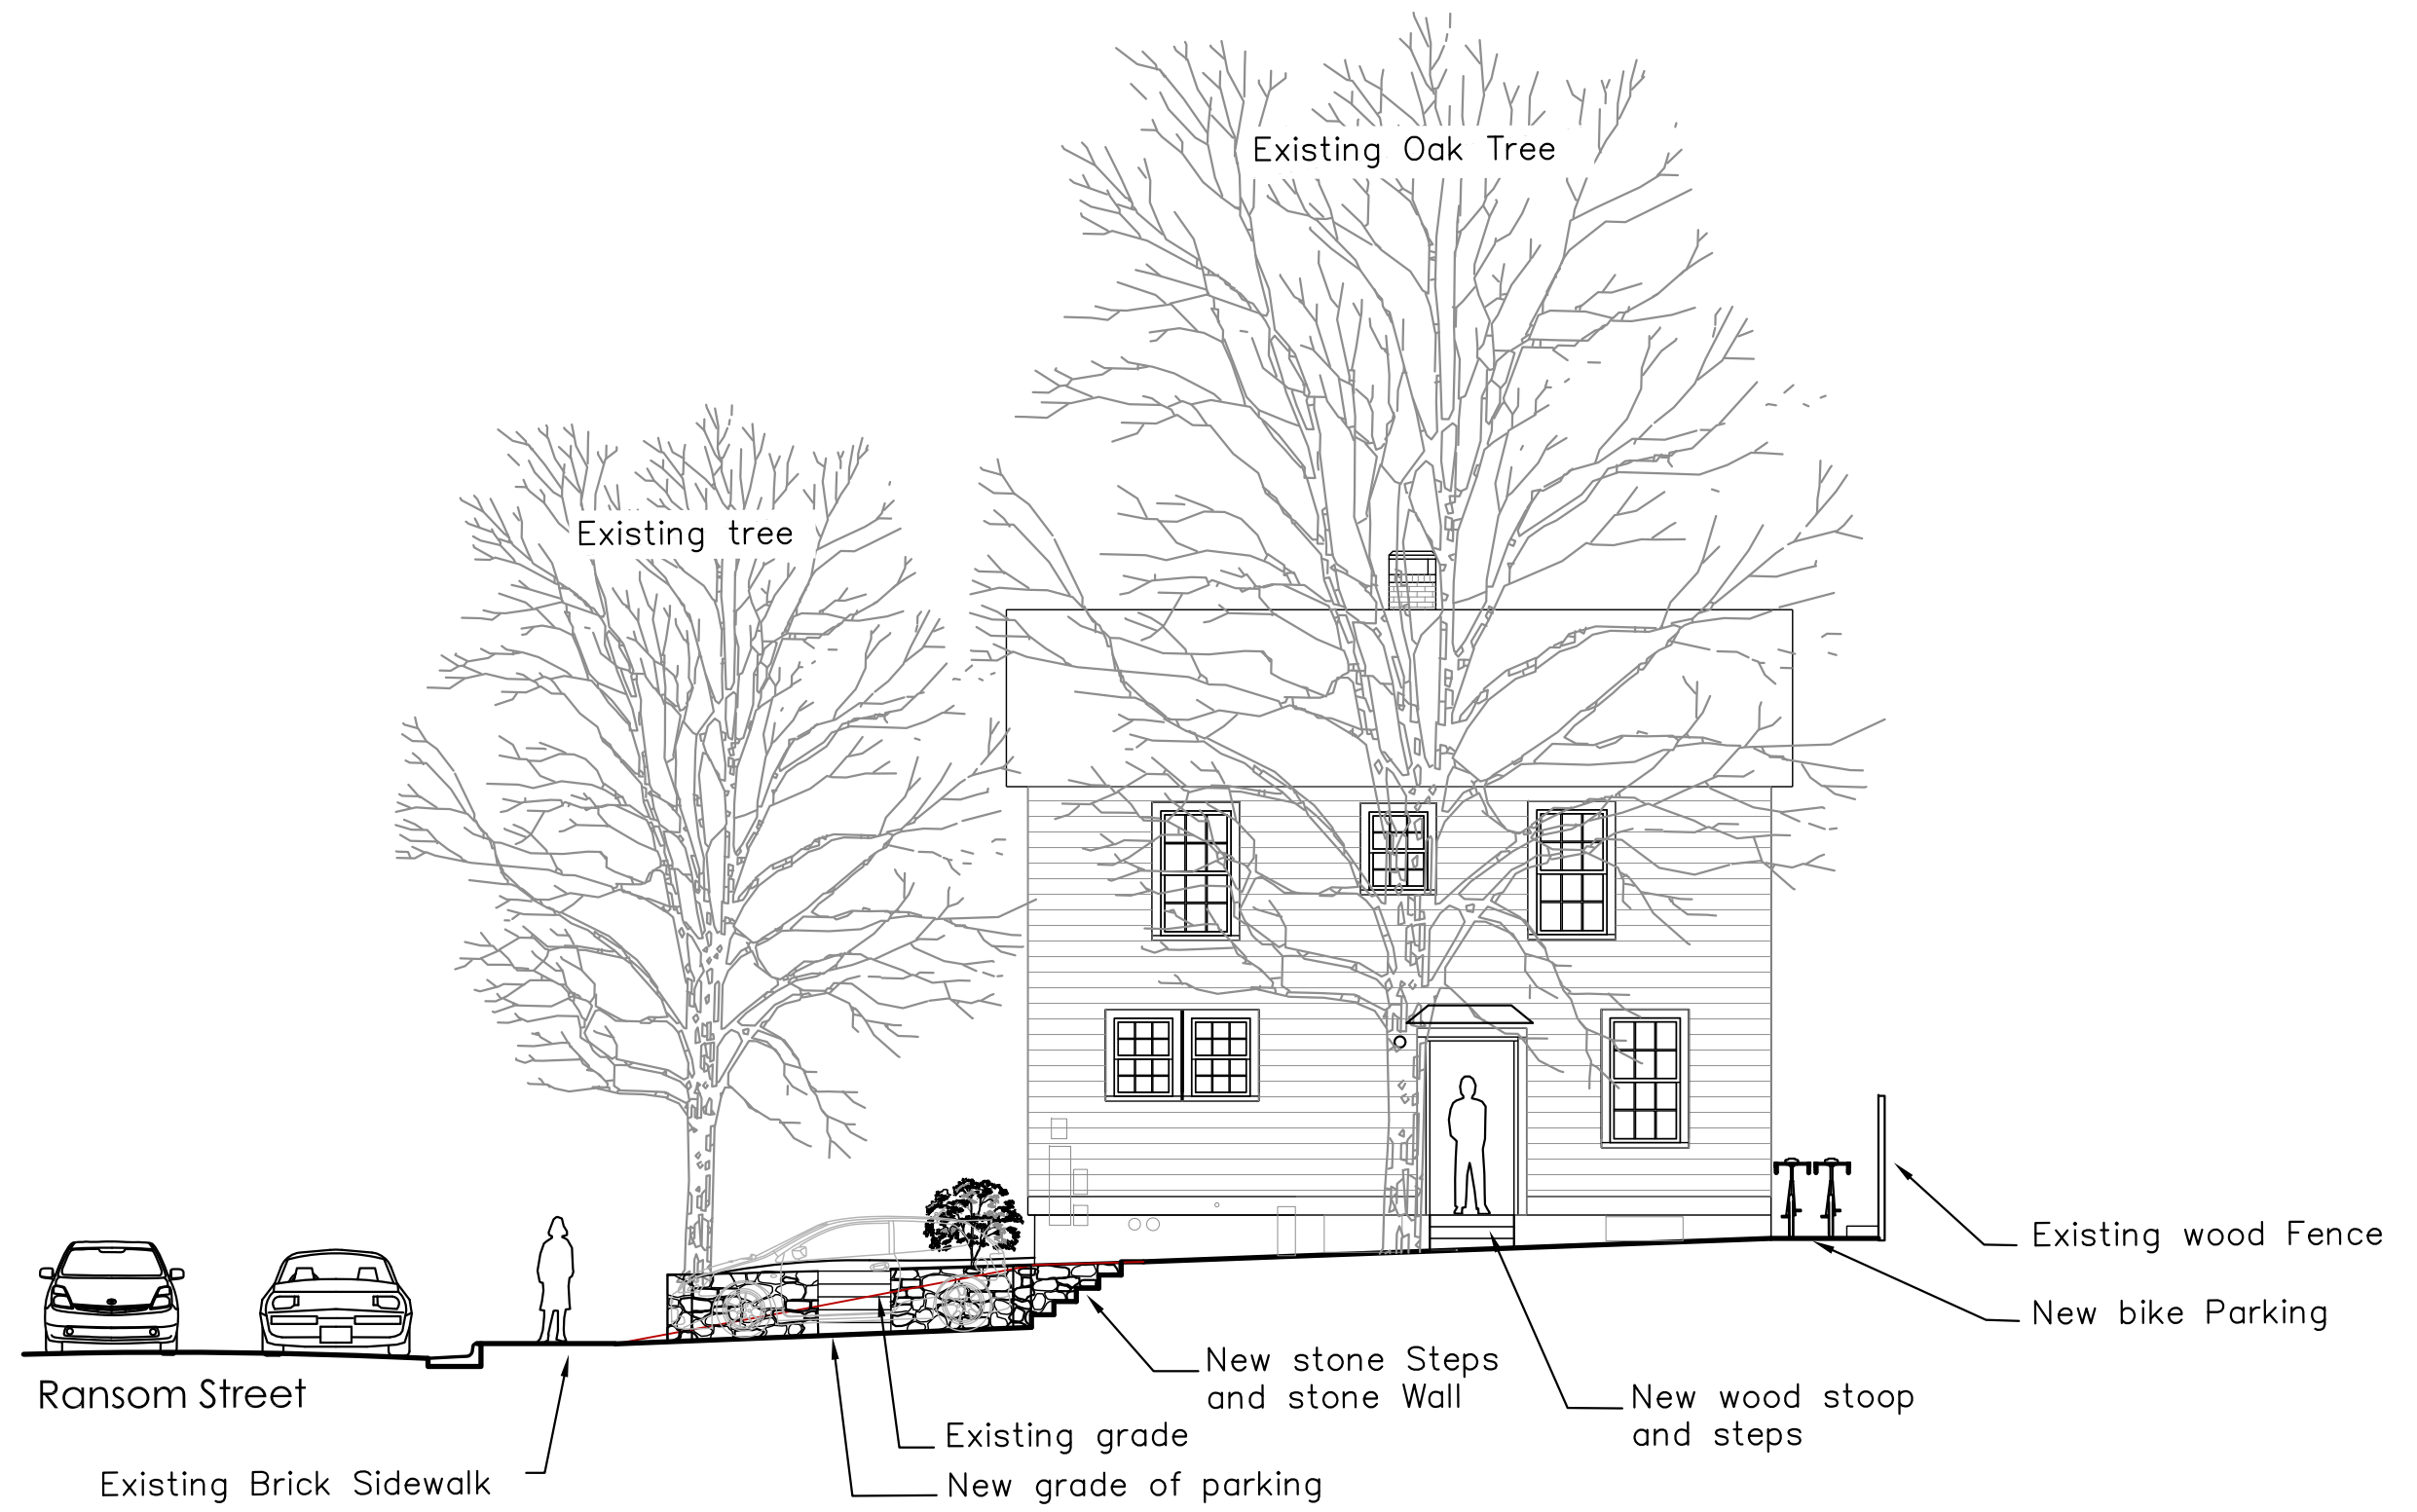 Existing Oak Tree
Existing tree
Existing wood Fence
New bike Parking
New stone Steps
and stone Wall
New wood stoop
and steps
Ransom Street
Existing grade
Existing Brick Sidewalk
New grade of parking